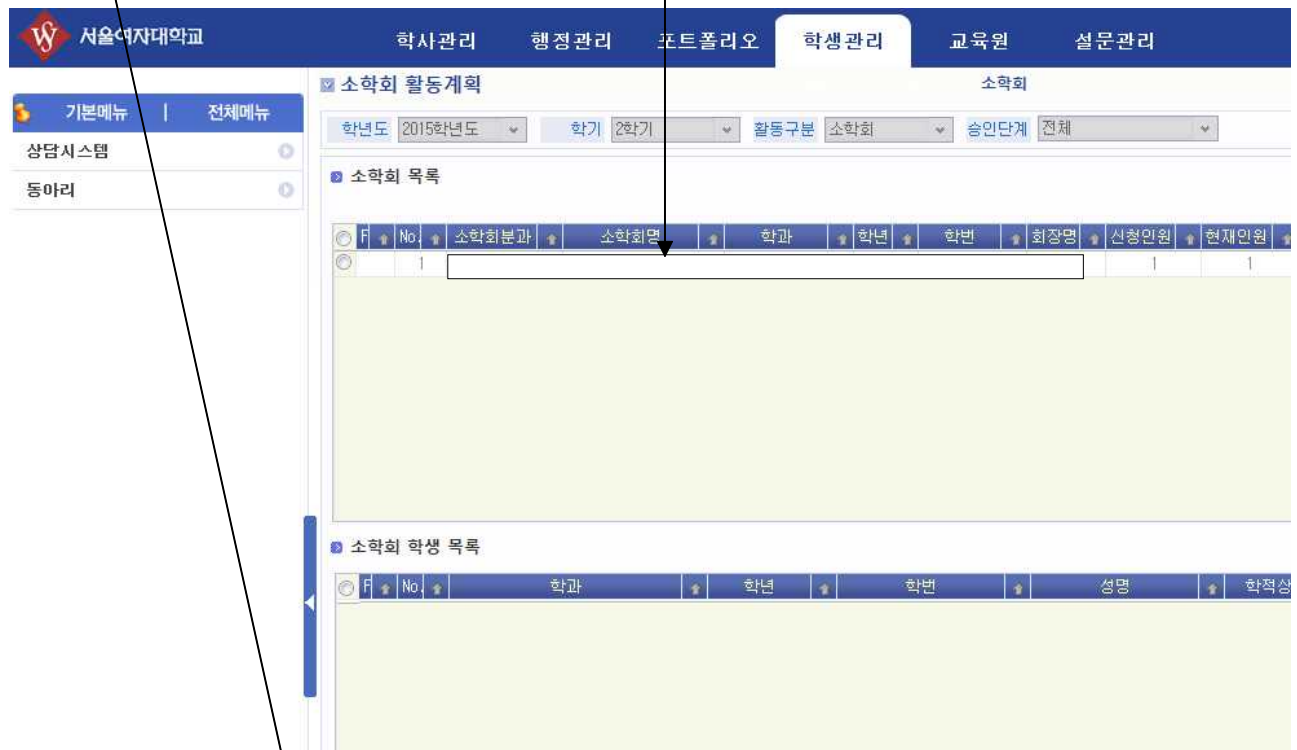 서울여자대학교 학사관리 행정관리 포트폴리오 학생관리 교육원 설문관리
기본메뉴 | 전체메뉴
상담시스템
동아리
소학회 활동계획 소학회
학년도 2015학년도 학기 2학기 활동구분 소학회 승인단계 전체
소학회 목록
F No. 소학회분과 소학회명 학과 학년 학번 회장명 신청인원 현재인원
1 1 1
소학회 학생 목록
F No. 학과 학년 학번 성명 학적상